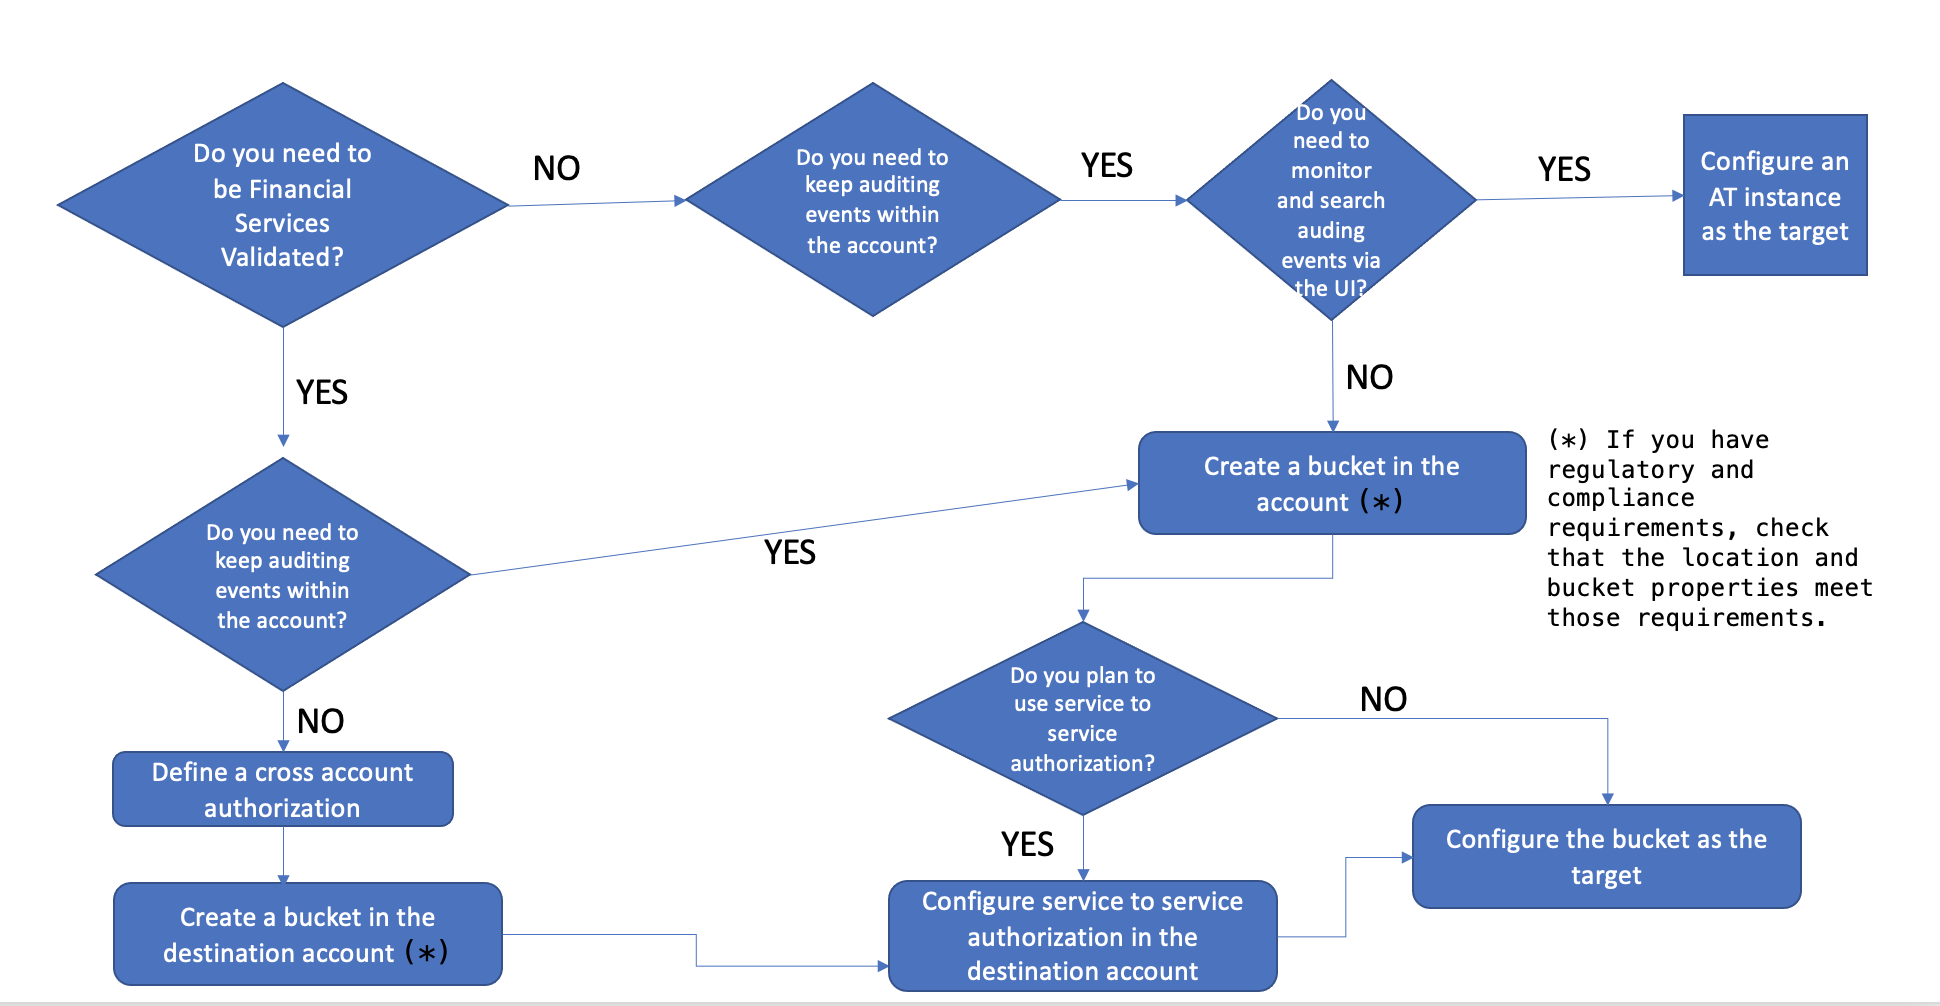 Do you need to
be Financial
Services
Validated?
NO
Do you need to
keep auditing
events within
the account?
YES
Do you
need to
monitor
and search
auding
events via
the UI?
YES
Configure an
AT instance
as the target
YES
NO
Create a bucket in the
account (*)
(*) If you have
regulatory and
compliance
requirements, check
that the location and
bucket properties meet
those requirements.
Do you need to
keep auditing
events within
the account?
YES
NO
Do you plan to
use service to
service
authorization?
NO
Define a cross account
authorization
YES
Configure the bucket as the
target
Create a bucket in the
destination account (*)
Configure service to service
authorization in the
destination account